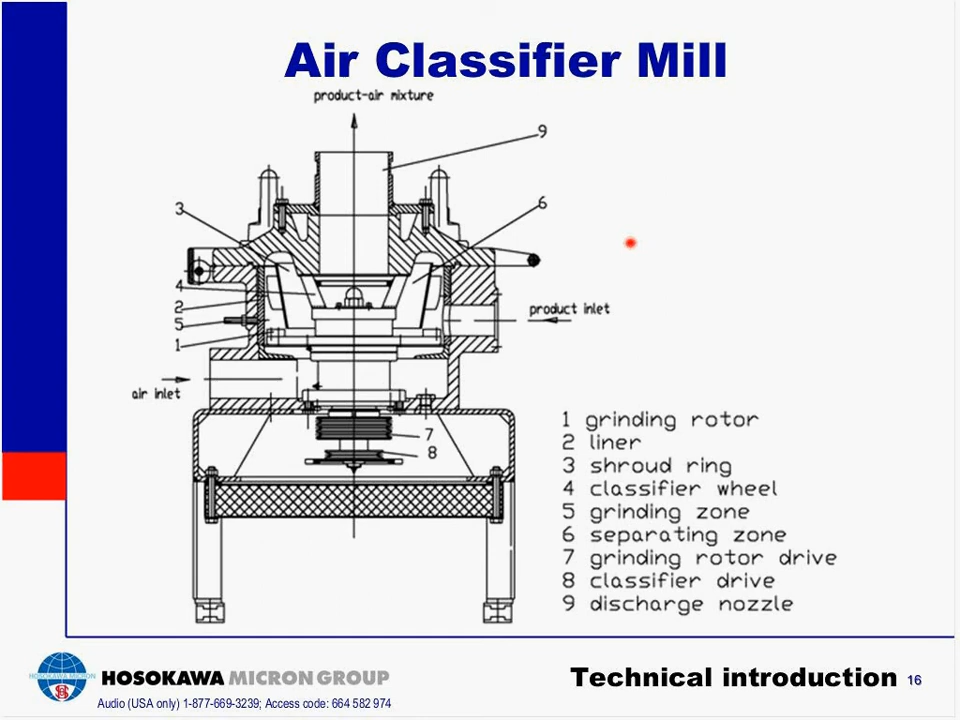 Air Classifier Mill
product-air mixture
9
3
6
4
2
product inlet
5
1
air inlet
7
8
1 grinding rotor
2 liner
3 shroud ring
4 classifier wheel
5 grinding zone
6 separating zone
7 grinding rotor drive
8 classifier drive
9 discharge nozzle
HOSOKAWA MICRON
HOSOKAWA MICRON GROUP
Technical introduction 16
Audio (USA only) 1-877-669-3239; Access code: 664 582 974